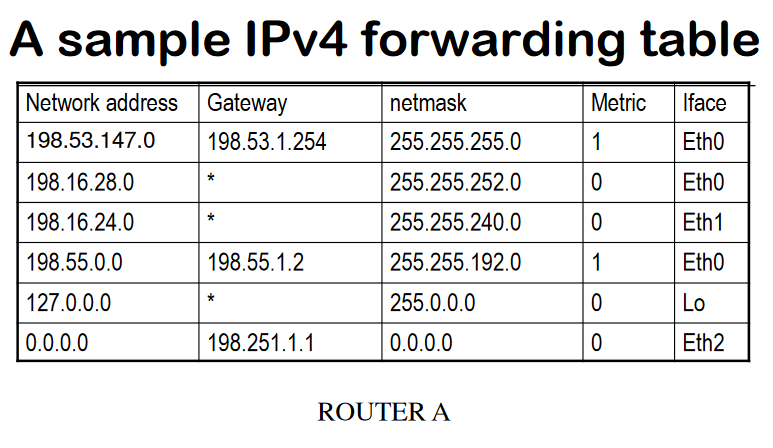 A sample IPv4 forwarding table
Network address Gateway netmask Metric Iface
198.53.147.0 198.53.1.254 255.255.255.0 1 Eth0
198.16.28.0 * 255.255.252.0 0 Eth0
198.16.24.0 * 255.255.240.0 0 Eth1
198.55.0.0 198.55.1.2 255.255.192.0 1 Eth0
127.0.0.0 * 255.0.0.0 0 Lo
0.0.0.0 198.251.1.1 0.0.0.0 0 Eth2
ROUTER A